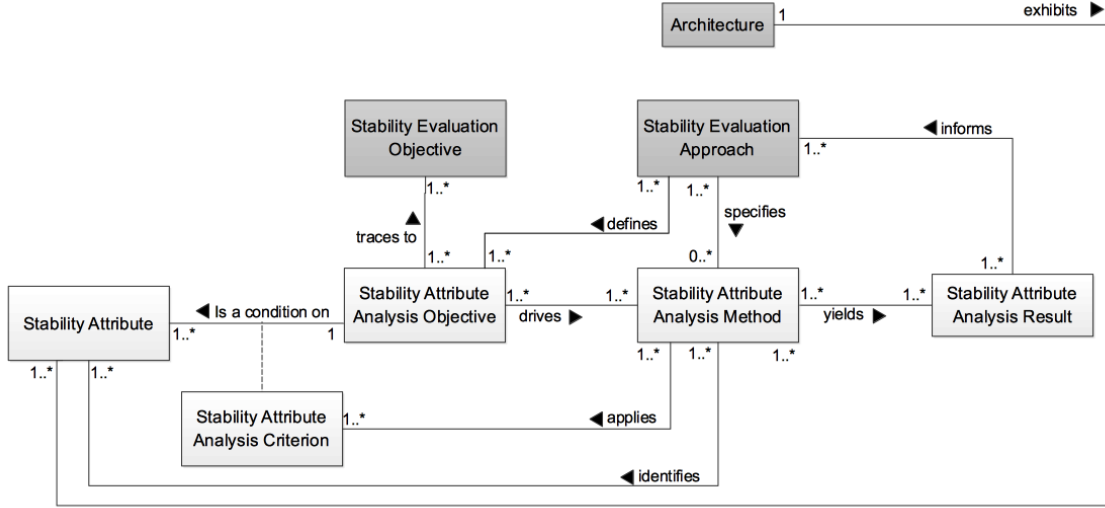 Architecture
1
exhibits
Stability Evaluation
Objective
Stability Evaluation
Approach
informs
1..*
1..*
1..*
1..*
specifies
defines
traces to
1..*
1..*
0..*
1..*
Stability Attribute
Analysis Objective
Stability Attribute
Analysis Method
Stability Attribute
Analysis Result
1..*
1..*
drives
1..*
1..*
yields
Stability Attribute
Is a condition on
1..*
1
1..*
1..*
1..*
1..*
1..*
Stability Attribute
Analysis Criterion
1..*
applies
identifies